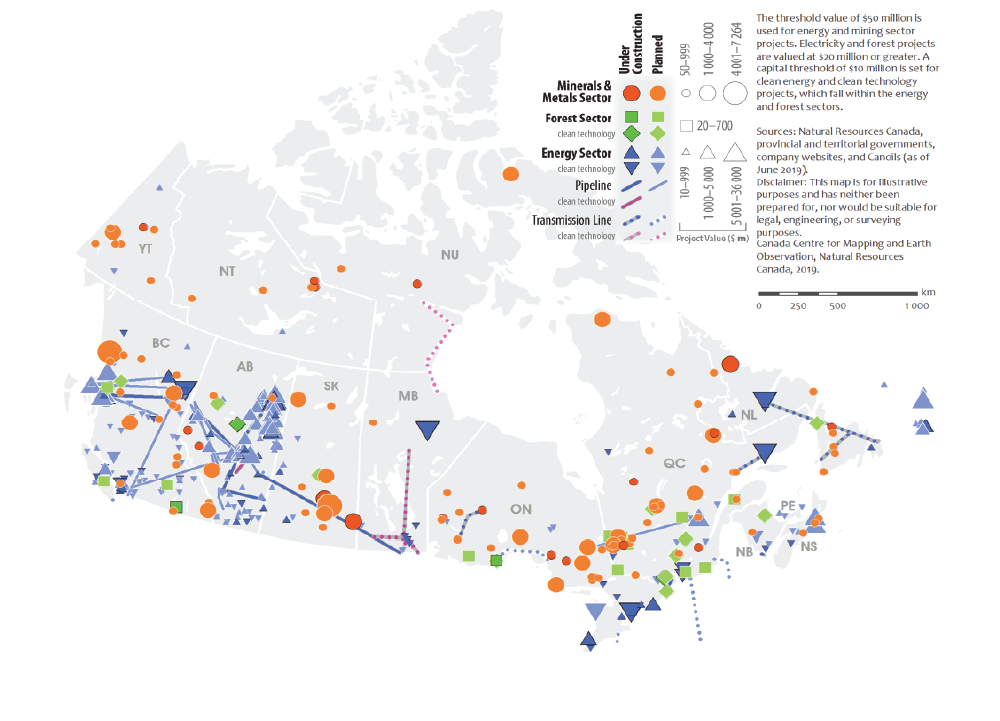 The threshold value of $50 million is
used for energy and mining sector
projects. Electricity and forest projects
are valued at $20 million or greater. A
capital threshold of $10 million is set for
clean energy and clean technology
projects, which fall within the energy
and forest sectors.
Sources: Natural Resources Canada,
provincial and territorial governments,
company websites, and Canoils (as of
June 2019).
Disclaimer: This map is for illustrative
purposes and has neither been
prepared for, nor would be suitable for
legal, engineering, or surveying
purposes.
Canada Centre for Mapping and Earth
Observation, Natural Resources
Canada, 2019.
km
0 250 500 1 000
Under
Construction
Planned
50–999
1 000–4 000
4 001–7 264
Minerals &
Metals Sector
Forest Sector
clean technology
20–700
Energy Sector
clean technology
Pipeline
clean technology
Transmission Line
clean technology
10–999
1 000–5 000
5 001–36 000
Project Value ($ m)
YT
NT
NU
BC
AB
SK
MB
ON
QC
NL
PE
NB
NS